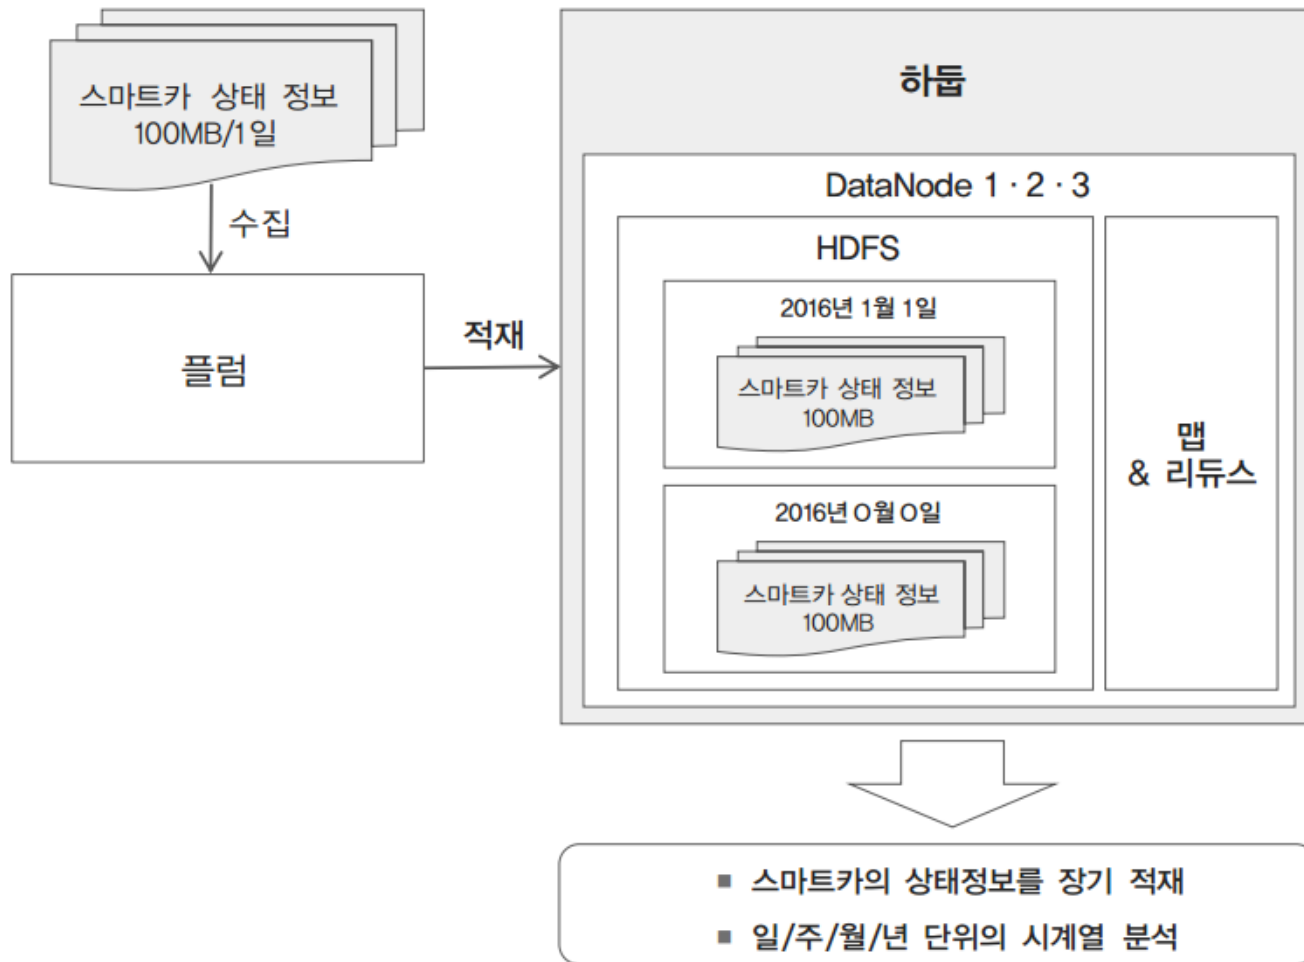 스마트카 상태 정보
100MB/1일
수집
플럼
적재
하둡
DataNode 1 · 2 · 3
HDFS
2016년 1월 1일
스마트카 상태 정보
100MB
2016년 O월 O일
스마트카 상태 정보
100MB
맵
& 리듀스
■ 스마트카의 상태정보를 장기 적재
■ 일/주/월/년 단위의 시계열 분석